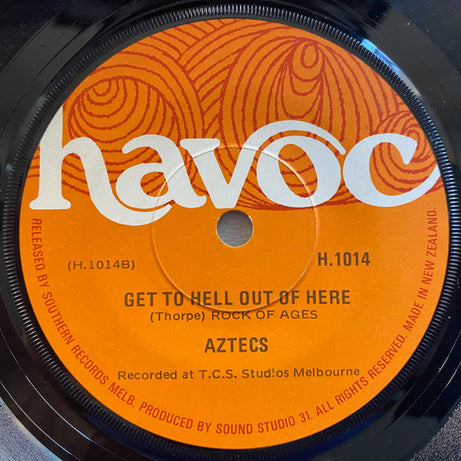 havoc
(H.1014B)
H.1014
GET TO HELL OUT OF HERE
(Thorpe) ROCK OF AGES
AZTECS
Recorded at T.C.S. Studios Melbourne
RELEASED BY SOUTHERN RECORDS MELB. PRODUCED BY SOUND STUDIO 31. ALL RIGHTS RESERVED. MADE IN NEW ZEALAND.